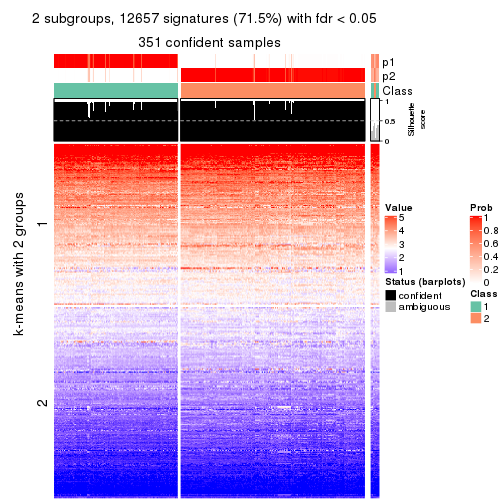 2 subgroups, 12657 signatures (71.5%) with fdr < 0.05
351 confident samples
p1
p2
Class
1
0.5
0
Silhouette
score
k-means with 2 groups
1
2
Value
5
4
3
2
1
Prob
1
0.8
0.6
0.4
0.2
0
Status (barplots)
confident
ambiguous
Class
1
2